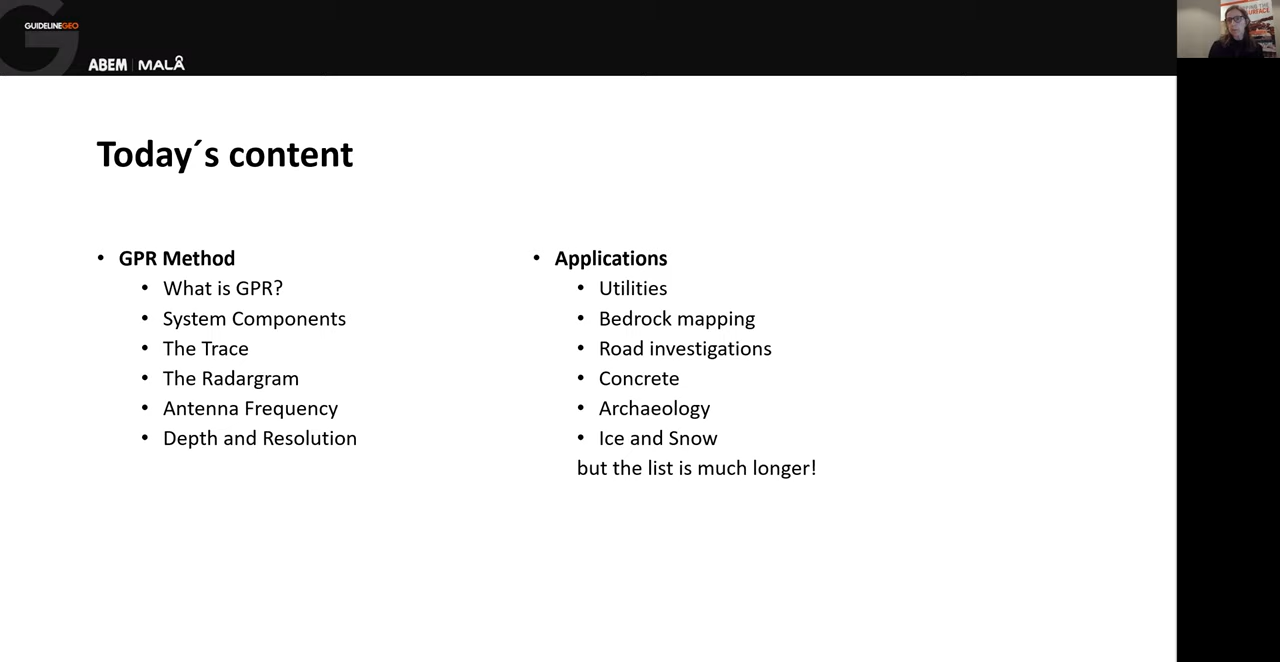 GUIDELINEGEO
ABEM | MALÅ
Today´s content
• GPR Method
• What is GPR?
• System Components
• The Trace
• The Radargram
• Antenna Frequency
• Depth and Resolution
• Applications
• Utilities
• Bedrock mapping
• Road investigations
• Concrete
• Archaeology
• Ice and Snow
but the list is much longer!
THE
SURFACE